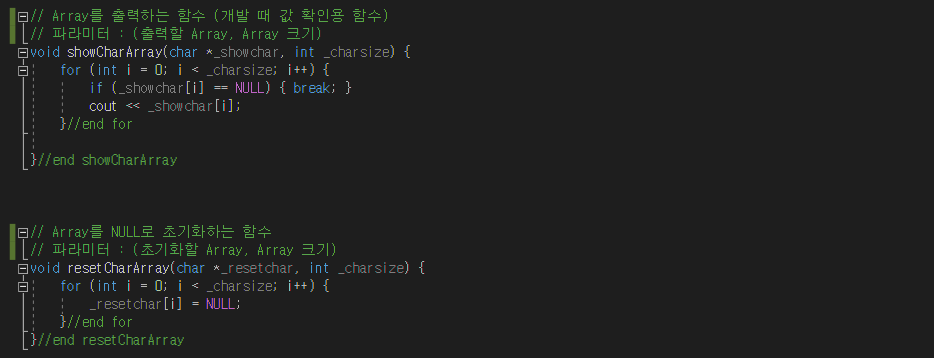 // Array를 출력하는 함수 (개발 때 값 확인용 함수)
// 파라미터 : (출력할 Array, Array 크기)
void showCharArray(char *_showchar, int _charsize) {
for (int i = 0; i < _charsize; i++) {
if (_showchar[i] == NULL) { break; }
cout << _showchar[i];
}//end for
}//end showCharArray
// Array를 NULL로 초기화하는 함수
// 파라미터 : (초기화할 Array, Array 크기)
void resetCharArray(char *_resetchar, int _charsize) {
for (int i = 0; i < _charsize; i++) {
_resetchar[i] = NULL;
}//end for
}//end resetCharArray